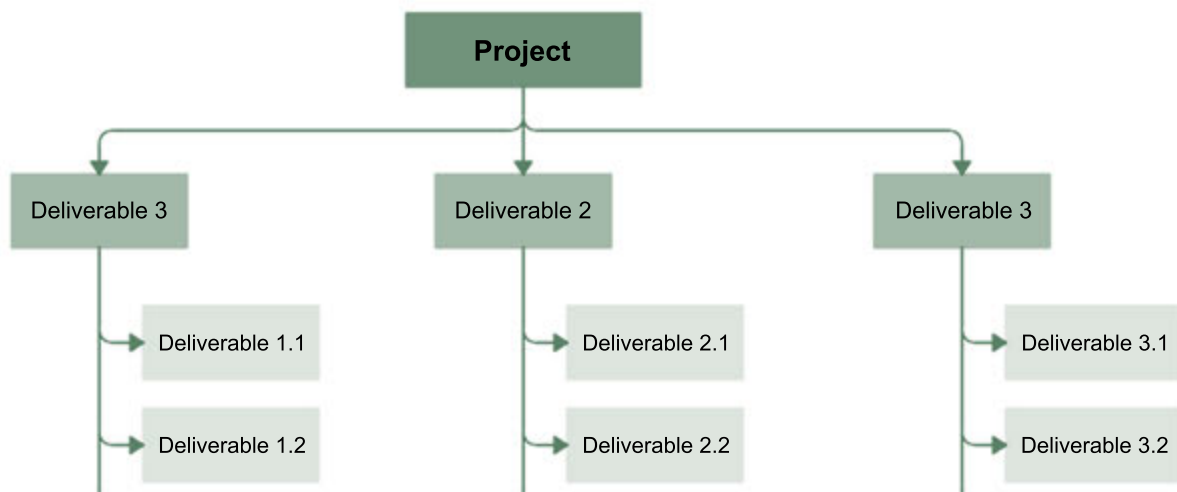 Project
Deliverable 3
Deliverable 2
Deliverable 3
Deliverable 1.1
Deliverable 2.1
Deliverable 3.1
Deliverable 1.2
Deliverable 2.2
Deliverable 3.2